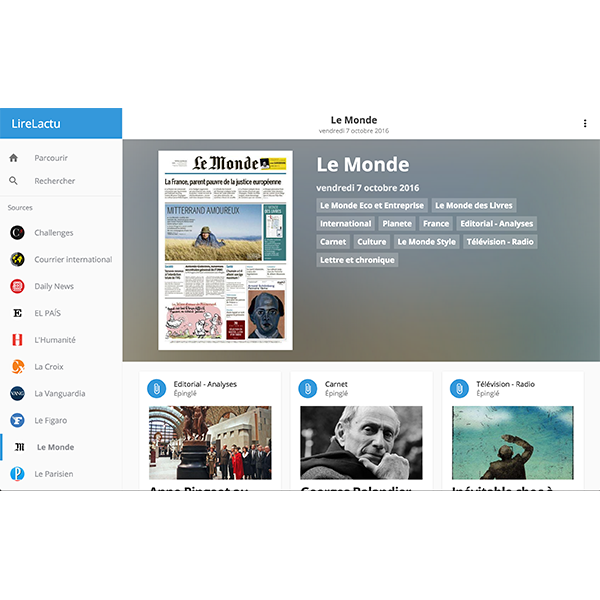 LireLactu
Parcourir
Rechercher
Sources
Challenges
Courrier international
Daily News
EL PAÍS
L'Humanité
La Croix
La Vanguardia
Le Figaro
Le Monde
Le Parisien
Le Monde
vendredi 7 octobre 2016
Le Monde
La France, parent pauvre de la justice européenne
MITTERRAND AMOUREUX
Le Monde
vendredi 7 octobre 2016
Le Monde Eco et Entreprise Le Monde des Livres
International Planete France Editorial - Analyses
Carnet Culture Le Monde Style Télévision - Radio
Lettre et chronique
Editorial - Analyses
Épinglé
Carnet
Épinglé
Georges Balandier
Télévision - Radio
Épinglé
Inévitable choc à